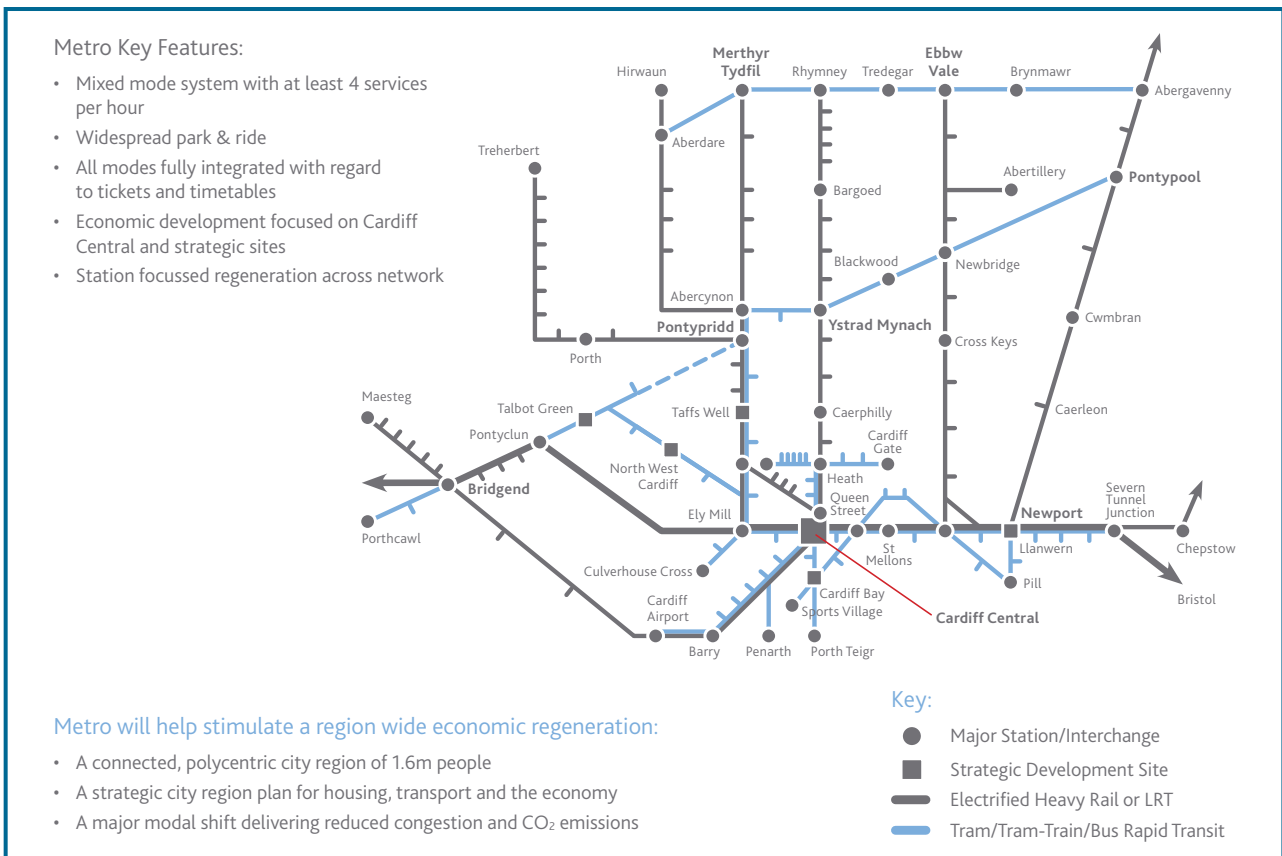 Metro Key Features:
• Mixed mode system with at least 4 services
per hour
• Widespread park & ride
• All modes fully integrated with regard
to tickets and timetables
• Economic development focused on Cardiff
Central and strategic sites
• Station focussed regeneration across network
Hirwaun
Merthyr
Tydfil
Rhymney
Tredegar
Ebbw
Vale
Brynmawr
Abergavenny
Aberdare
Treherbert
Bargoed
Abertillery
Pontypool
Blackwood
Newbridge
Abercynon
Pontypridd
Ystrad Mynach
Cwmbran
Porth
Cross Keys
Maesteg
Talbot Green
Taffs Well
Caerphilly
Caerleon
Pontyclun
Cardiff
Gate
North West
Cardiff
Heath
Bridgend
Queen
Street
Severn
Tunnel
Junction
Ely Mill
Newport
Porthcawl
St
Mellons
Llanwern
Chepstow
Culverhouse Cross
Pill
Cardiff Bay
Bristol
Sports Village
Cardiff
Airport
Cardiff Central
Barry
Penarth
Porth Teigr
Metro will help stimulate a region wide economic regeneration:
• A connected, polycentric city region of 1.6m people
• A strategic city region plan for housing, transport and the economy
• A major modal shift delivering reduced congestion and CO₂ emissions
Key:
Major Station/Interchange
Strategic Development Site
Electrified Heavy Rail or LRT
Tram/Tram-Train/Bus Rapid Transit